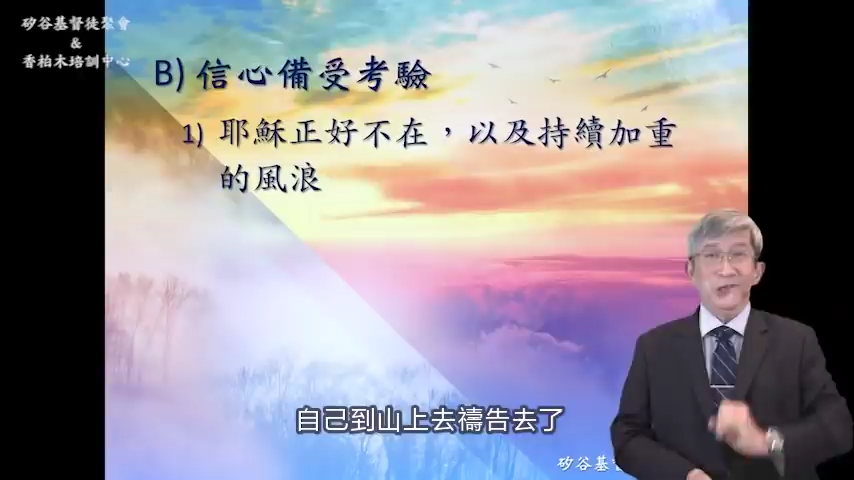 矽谷基督徒聚會
&
香柏木培訓中心
B) 信心備受考驗
1) 耶穌正好不在，以及持續加重
的風浪
自己到山上去禱告去了
矽谷基督